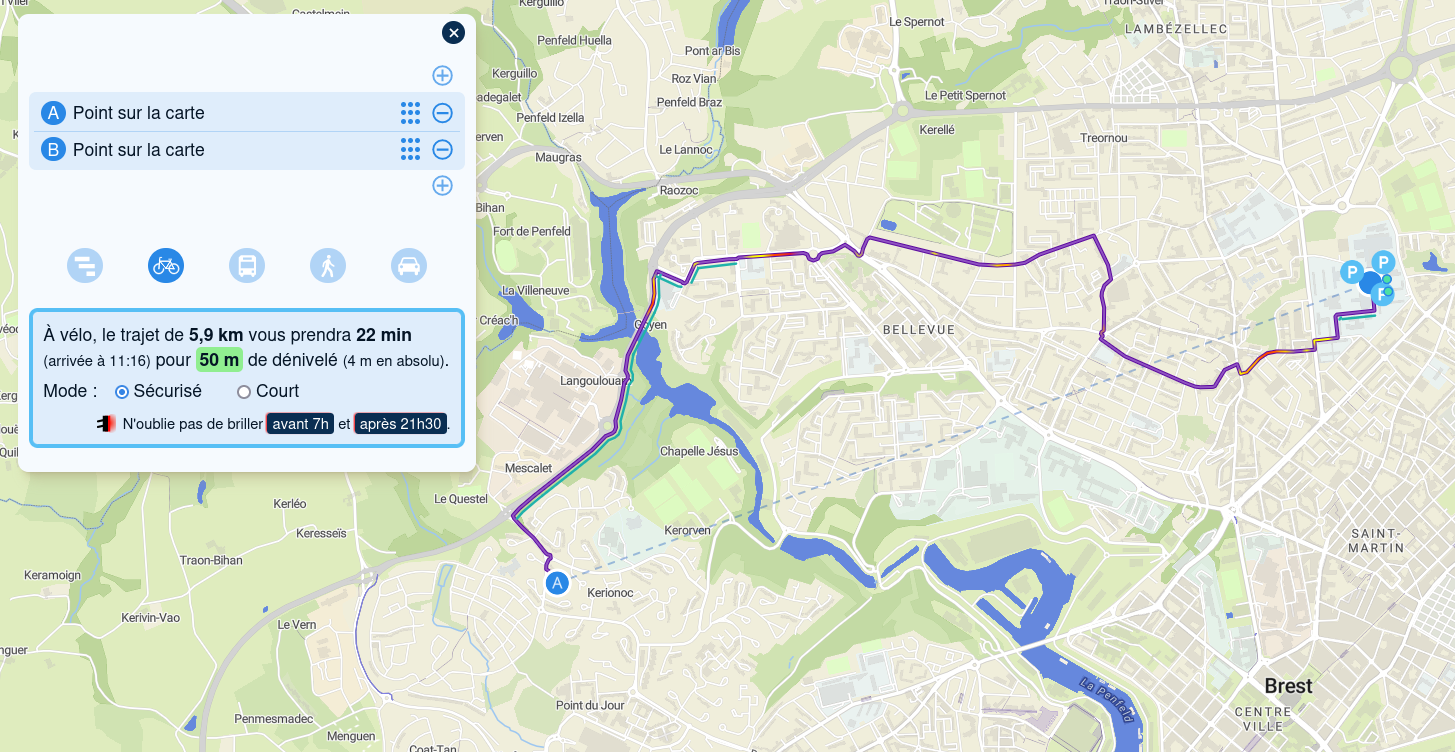 Point sur la carte
Point sur la carte
A
B
À vélo, le trajet de 5,9 km vous prendra 22 min
(arrivée à 11:16) pour 50 m de dénivelé (4 m en absolu).
Mode : Sécurisé Court
N'oublie pas de briller avant 7h et après 21h30.
Kerguillo
Le Spernot
LAMBÉZELLEC
Penfeld Huella
Pont ar Bis
Kerguillo
Roz Vian
Penfeld Braz
Le Petit Spernot
Penfeld Izella
Kerellé
Treornou
Maugras
Le Lannoc
Raozoc
Bihan
Fort de Penfeld
La Villeneuve
Créac'h
Goyen
BELLEVUE
P
P
P
Langoulouar
Chapelle Jésus
Mescalet
Le Questel
Kerléo
Keresseïs
Kerorven
SAINT-
MARTIN
Traon-Bihan
Keramoign
A
Kerionoc
Kerivin-Vao
Le Vern
La Penfeld
Brest
CENTRE
VILLE
Point du Jour
Penmesmadec
Menguen
Coat-Tan